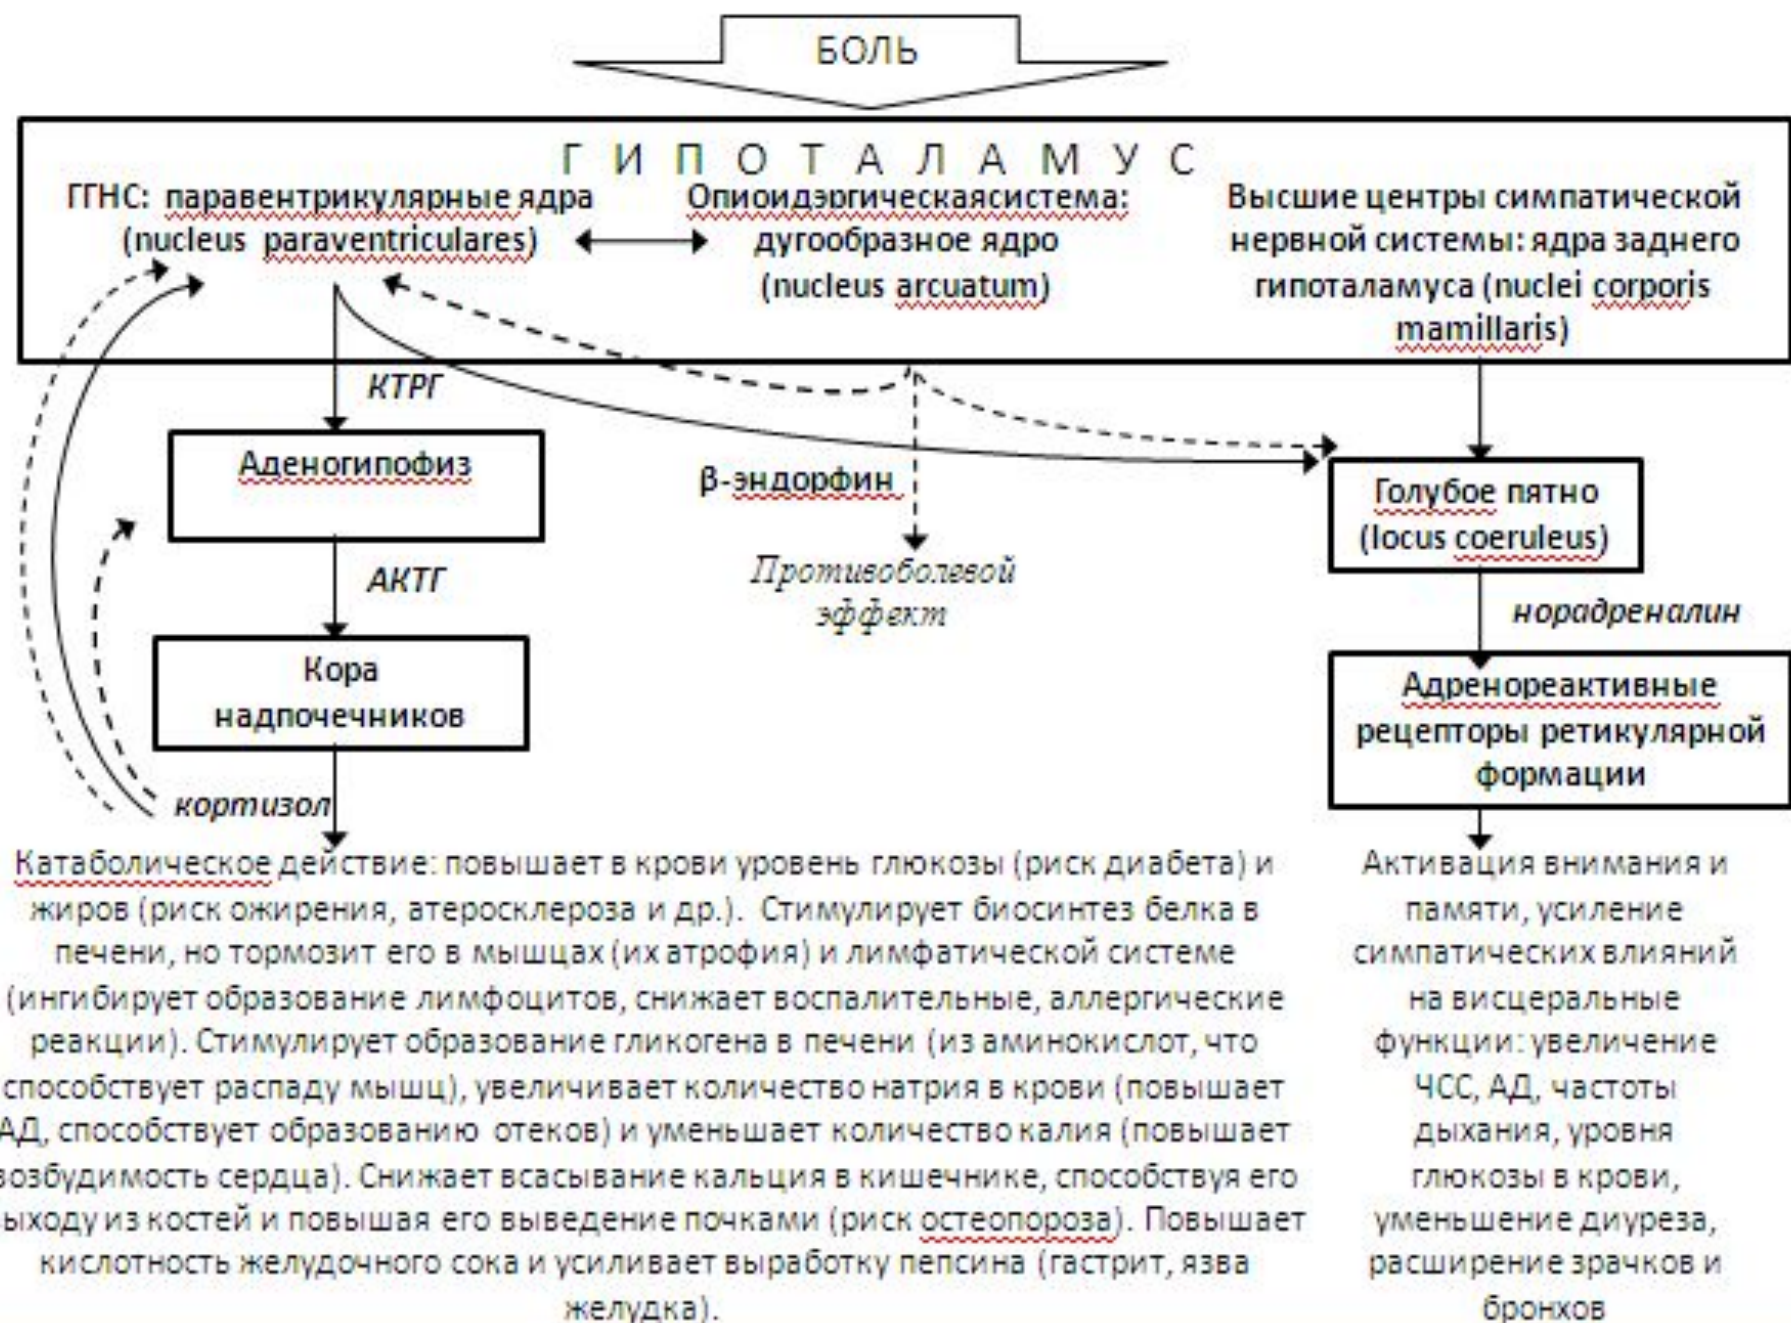 БОЛЬ
ГИПОТАЛАМУС
ГГНС: паравентрикулярные ядра
(nucleus paraventriculares)
Опиоидэргическаясистема:
дугообразное ядро
(nucleus arcuatum)
Высшие центры симпатической
нервной системы: ядра заднего
гипоталамуса (nuclei corporis
mamillaris)
КТРГ
Аденогипофиз
β-эндорфин
Голубое пятно
(locus coeruleus)
АКТГ
Противоболевой
эффект
норадреналин
Кора
надпочечников
Адренореактивные
рецепторы ретикулярной
формации
кортизол
Катаболическое действие: повышает в крови уровень глюкозы (риск диабета) и
жиров (риск ожирения, атеросклероза и др.). Стимулирует биосинтез белка в
печени, но тормозит его в мышцах (их атрофия) и лимфатической системе
(ингибирует образование лимфоцитов, снижает воспалительные, аллергические
реакции). Стимулирует образование гликогена в печени (из аминокислот, что
способствует распаду мышц), увеличивает количество натрия в крови (повышает
АД, способствует образованию отеков) и уменьшает количество калия (повышает
возбудимость сердца). Снижает всасывание кальция в кишечнике, способствуя его
ыходу из костей и повышая его выведение почками (риск остеопороза). Повышает
кислотность желудочного сока и усиливает выработку пепсина (гастрит, язва
желудка).
Активация внимания и
памяти, усиление
симпатических влияний
на висцеральные
функции: увеличение
ЧСС, АД, частоты
дыхания, уровня
глюкозы в крови,
уменьшение диуреза,
расширение зрачков и
бронхов